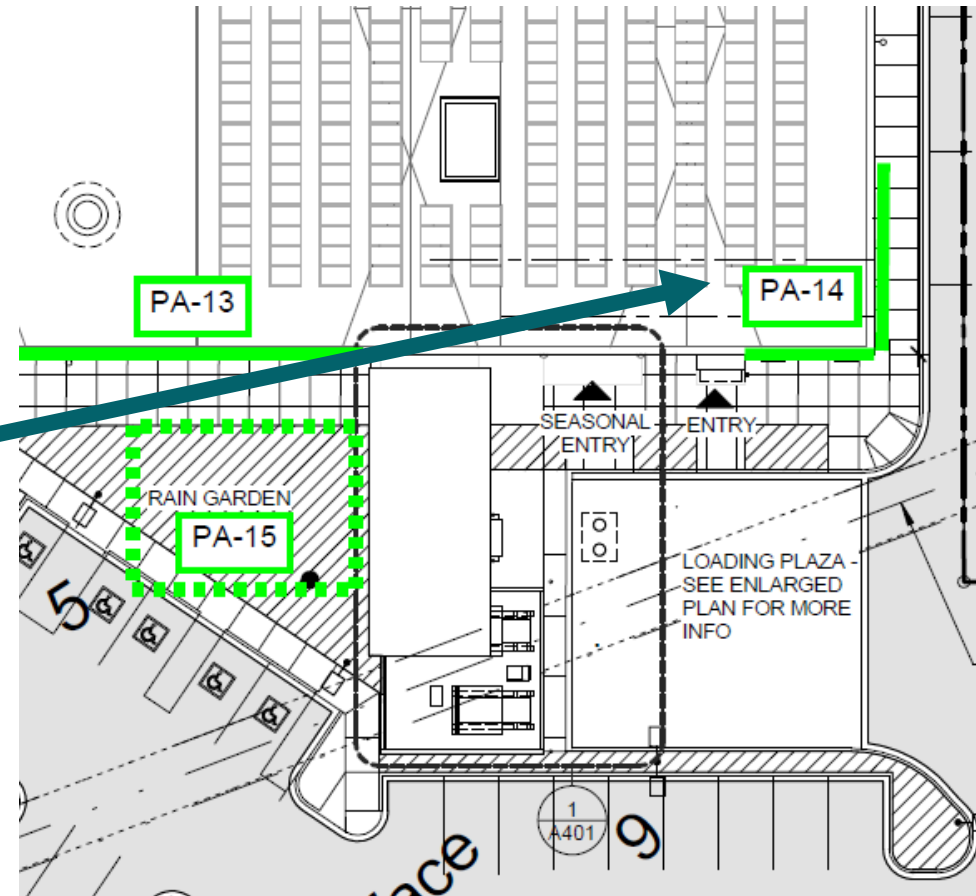 PA-13
PA-14
SEASONAL
ENTRY
ENTRY
RAIN GARDEN
PA-15
LOADING PLAZA -
SEE ENLARGED
PLAN FOR MORE
INFO
5
1
A401
9